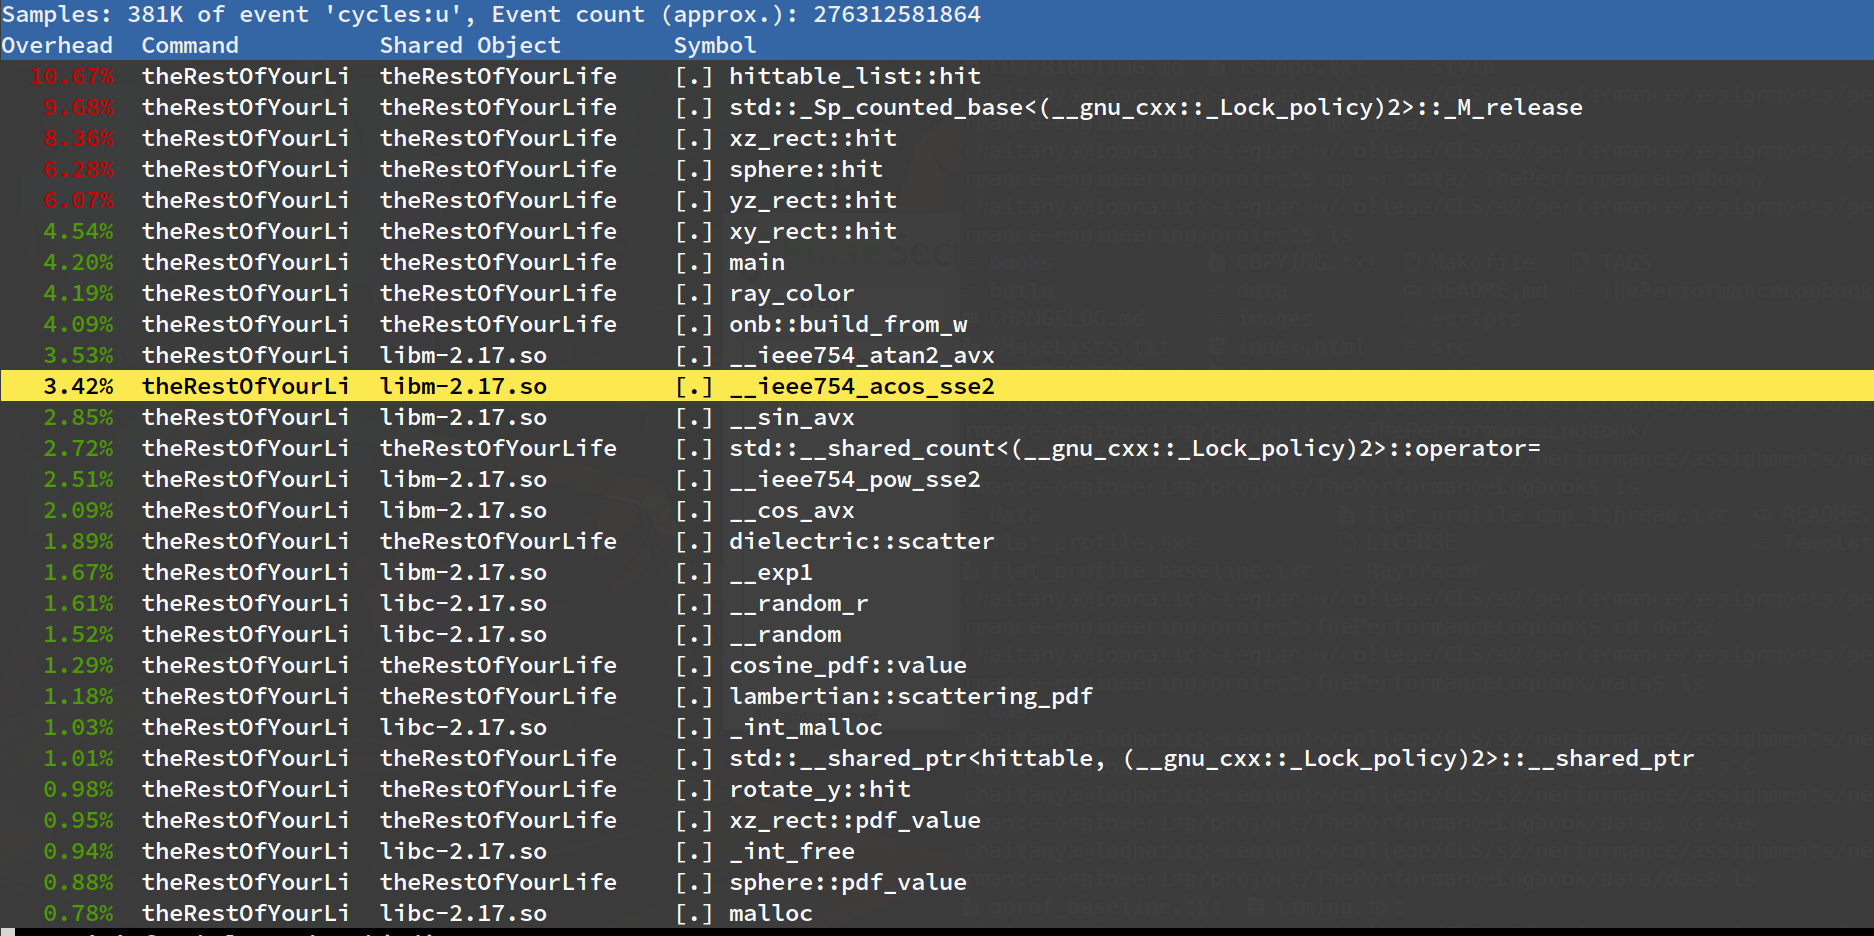 Samples: 381K of event 'cycles:u', Event count (approx.): 276312581864
Overhead  Command  Shared Object  Symbol
10.67%  theRestOfYourLi  theRestOfYourLife  [.] hittable_list::hit
9.68%  theRestOfYourLi  theRestOfYourLife  [.] std::_Sp_counted_base<(__gnu_cxx::_Lock_policy)2>::_M_release
8.36%  theRestOfYourLi  theRestOfYourLife  [.] xz_rect::hit
6.28%  theRestOfYourLi  theRestOfYourLife  [.] sphere::hit
6.07%  theRestOfYourLi  theRestOfYourLife  [.] yz_rect::hit
4.54%  theRestOfYourLi  theRestOfYourLife  [.] xy_rect::hit
4.20%  theRestOfYourLi  theRestOfYourLife  [.] main
4.19%  theRestOfYourLi  theRestOfYourLife  [.] ray_color
4.09%  theRestOfYourLi  theRestOfYourLife  [.] onb::build_from_w
3.53%  theRestOfYourLi  libm-2.17.so  [.] __ieee754_atan2_avx
3.42%  theRestOfYourLi  libm-2.17.so  [.] __ieee754_acos_sse2
2.85%  theRestOfYourLi  libm-2.17.so  [.] __sin_avx
2.72%  theRestOfYourLi  theRestOfYourLife  [.] std::__shared_count<(__gnu_cxx::_Lock_policy)2>::operator=
2.51%  theRestOfYourLi  libm-2.17.so  [.] __ieee754_pow_sse2
2.09%  theRestOfYourLi  libm-2.17.so  [.] __cos_avx
1.89%  theRestOfYourLi  theRestOfYourLife  [.] dielectric::scatter
1.67%  theRestOfYourLi  libm-2.17.so  [.] __exp1
1.61%  theRestOfYourLi  libc-2.17.so  [.] __random_r
1.52%  theRestOfYourLi  libc-2.17.so  [.] __random
1.29%  theRestOfYourLi  theRestOfYourLife  [.] cosine_pdf::value
1.18%  theRestOfYourLi  theRestOfYourLife  [.] lambertian::scattering_pdf
1.03%  theRestOfYourLi  libc-2.17.so  [.] _int_malloc
1.01%  theRestOfYourLi  theRestOfYourLife  [.] std::__shared_ptr<hittable, (__gnu_cxx::_Lock_policy)2>::__shared_ptr
0.98%  theRestOfYourLi  theRestOfYourLife  [.] rotate_y::hit
0.95%  theRestOfYourLi  theRestOfYourLife  [.] xz_rect::pdf_value
0.94%  theRestOfYourLi  libc-2.17.so  [.] _int_free
0.88%  theRestOfYourLi  theRestOfYourLife  [.] sphere::pdf_value
0.78%  theRestOfYourLi  libc-2.17.so  [.] malloc